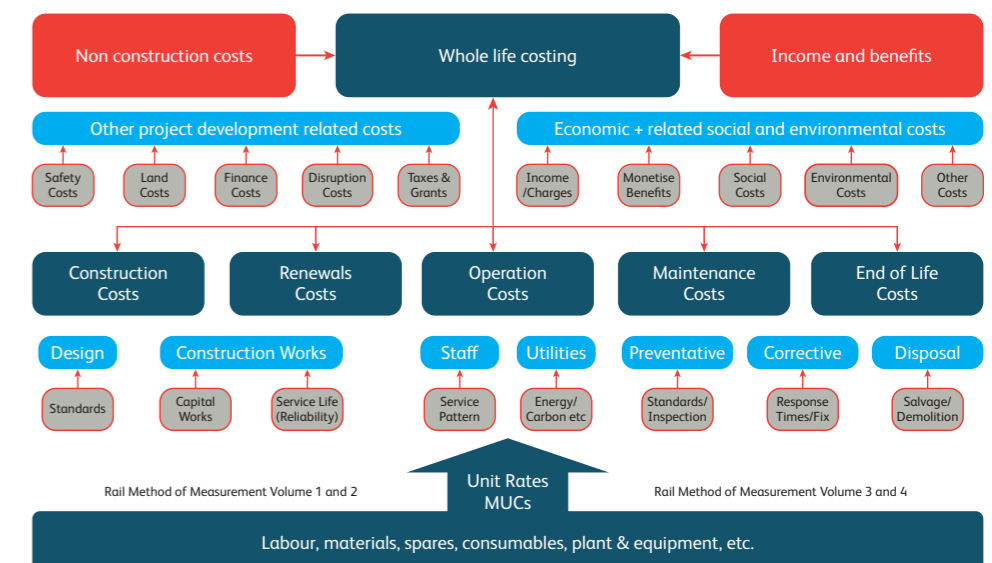 Non construction costs
Whole life costing
Income and benefits
Other project development related costs
Economic + related social and environmental costs
Safety
Costs
Land
Costs
Finance
Costs
Disruption
Costs
Taxes &
Grants
Income
/Charges
Monetise
Benefits
Social
Costs
Environmental
Costs
Other
Costs
Construction
Costs
Renewals
Costs
Operation
Costs
Maintenance
Costs
End of Life
Costs
Design
Construction Works
Staff
Utilities
Preventative
Corrective
Disposal
Standards
Capital
Works
Service Life
(Reliability)
Service
Pattern
Energy/
Carbon etc
Standards/
Inspection
Response
Times/Fix
Salvage/
Demolition
Rail Method of Measurement Volume 1 and 2
Unit Rates
MUCs
Rail Method of Measurement Volume 3 and 4
Labour, materials, spares, consumables, plant & equipment, etc.